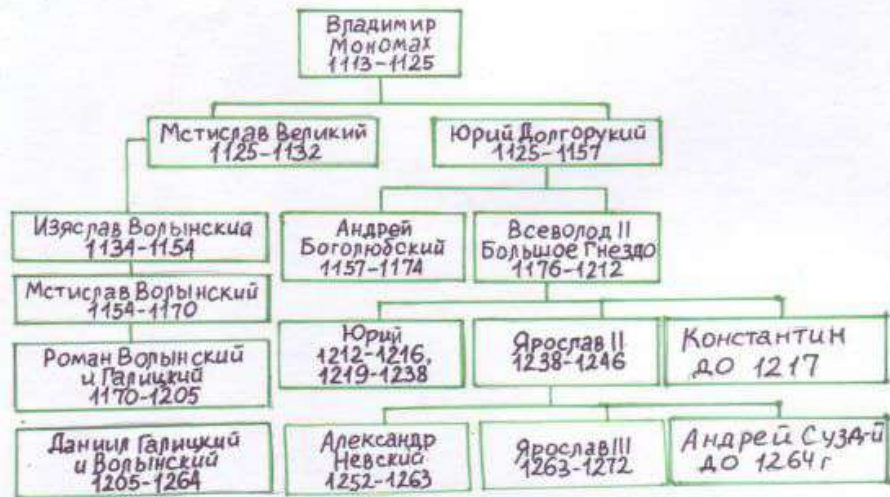 Владимир
Мономах
1113-1125
Мстислав Великий
1125-1132
Юрий Долгорукий
1125-1157
Изяслав Волынский
1134-1154
Андрей
Боголюбский
1157-1174
Всеволод II
Большое Гнездо
1176-1212
Мстислав Волынский
1154-1170
Юрий
1212-1216,
1219-1238
Ярослав II
1238-1246
Константин
до 1217
Роман Волынский
и Галицкий
1170-1205
Даниил Галицкий
и Волынский
1205-1264
Александр
Невский
1252-1263
Ярослав III
1263-1272
Андрей Сузд-й
до 1264 г